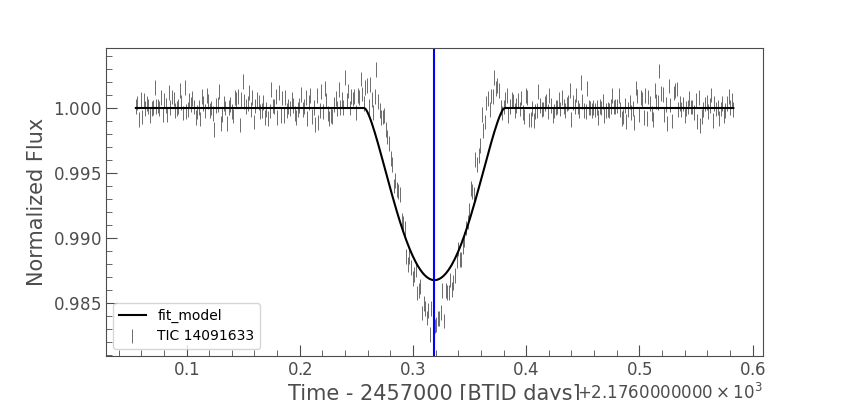 1.000
0.995
0.990
0.985
Normalized Flux
fit_model
TIC 14091633
0.1 0.2 0.3 0.4 0.5 0.6
Time - 2457000 [BTJD days]
+2.1760000000 × 10³